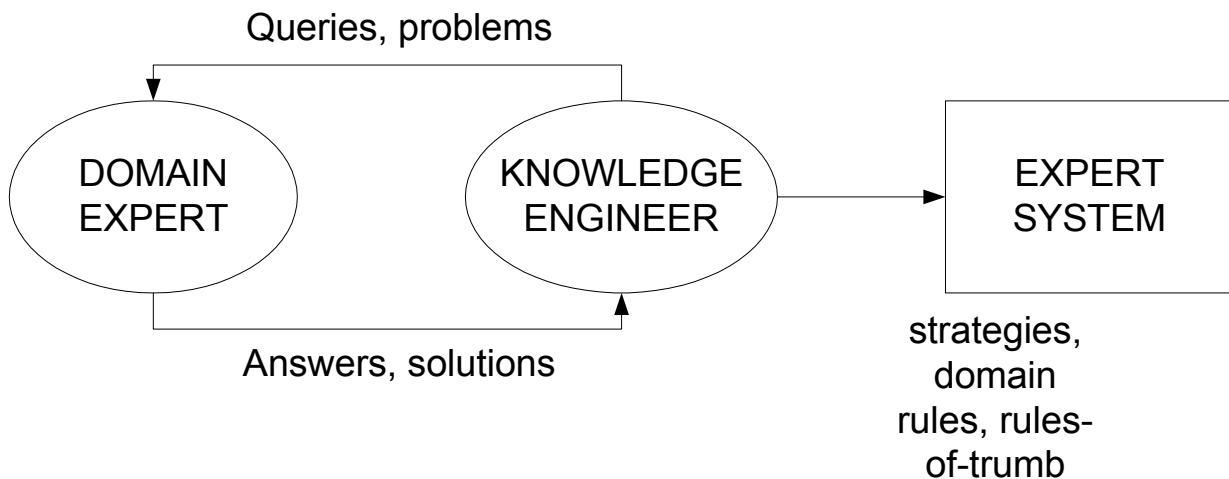 Queries, problems
DOMAIN
EXPERT
KNOWLEDGE
ENGINEER
EXPERT
SYSTEM
Answers, solutions
strategies,
domain
rules, rules-
of-trumb